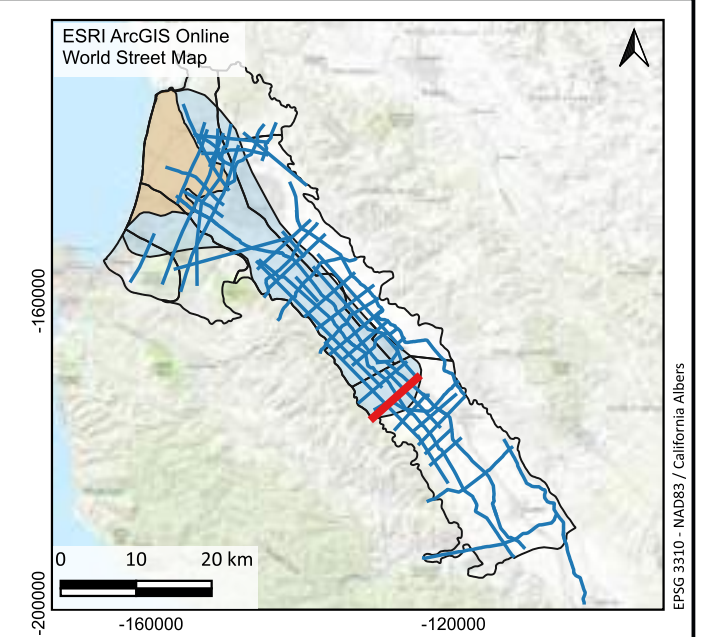 ESRI ArcGIS Online
World Street Map
-160000
-200000
0 10 20 km
-160000 -120000
EPSG 3310 - NAD83 / California Albers